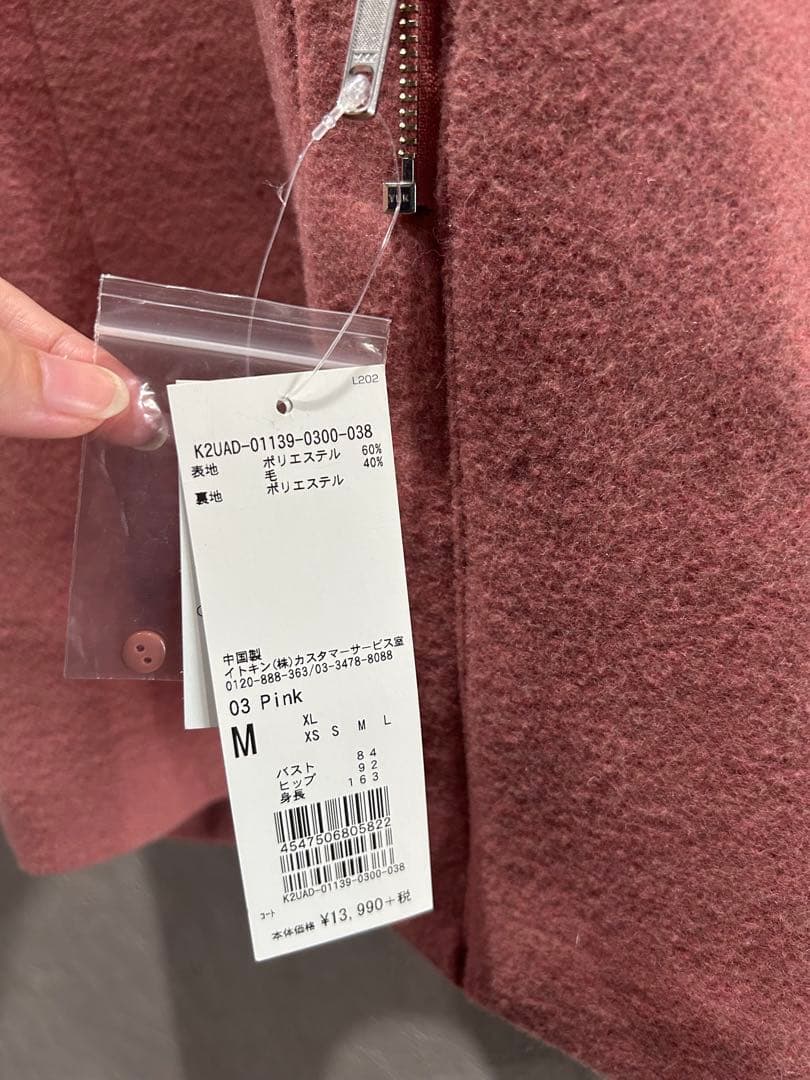 YKK
L202
K2UAD-01139-0300-038
表地 ポリエステル 60%
毛 40%
裏地 ポリエステル
中国製
イトキン(株)カスタマーサービス室
0120-888-363/03-3478-8088
03 Pink
M
XL
XS S M L
バスト 84
ヒップ 92
身長 163
4547506805822
K2UAD-01139-0300-038
コート
本体価格 ¥13,990+税